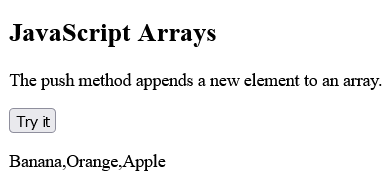 JavaScript Arrays
The push method appends a new element to an array.
Try it
Banana,Orange,Apple